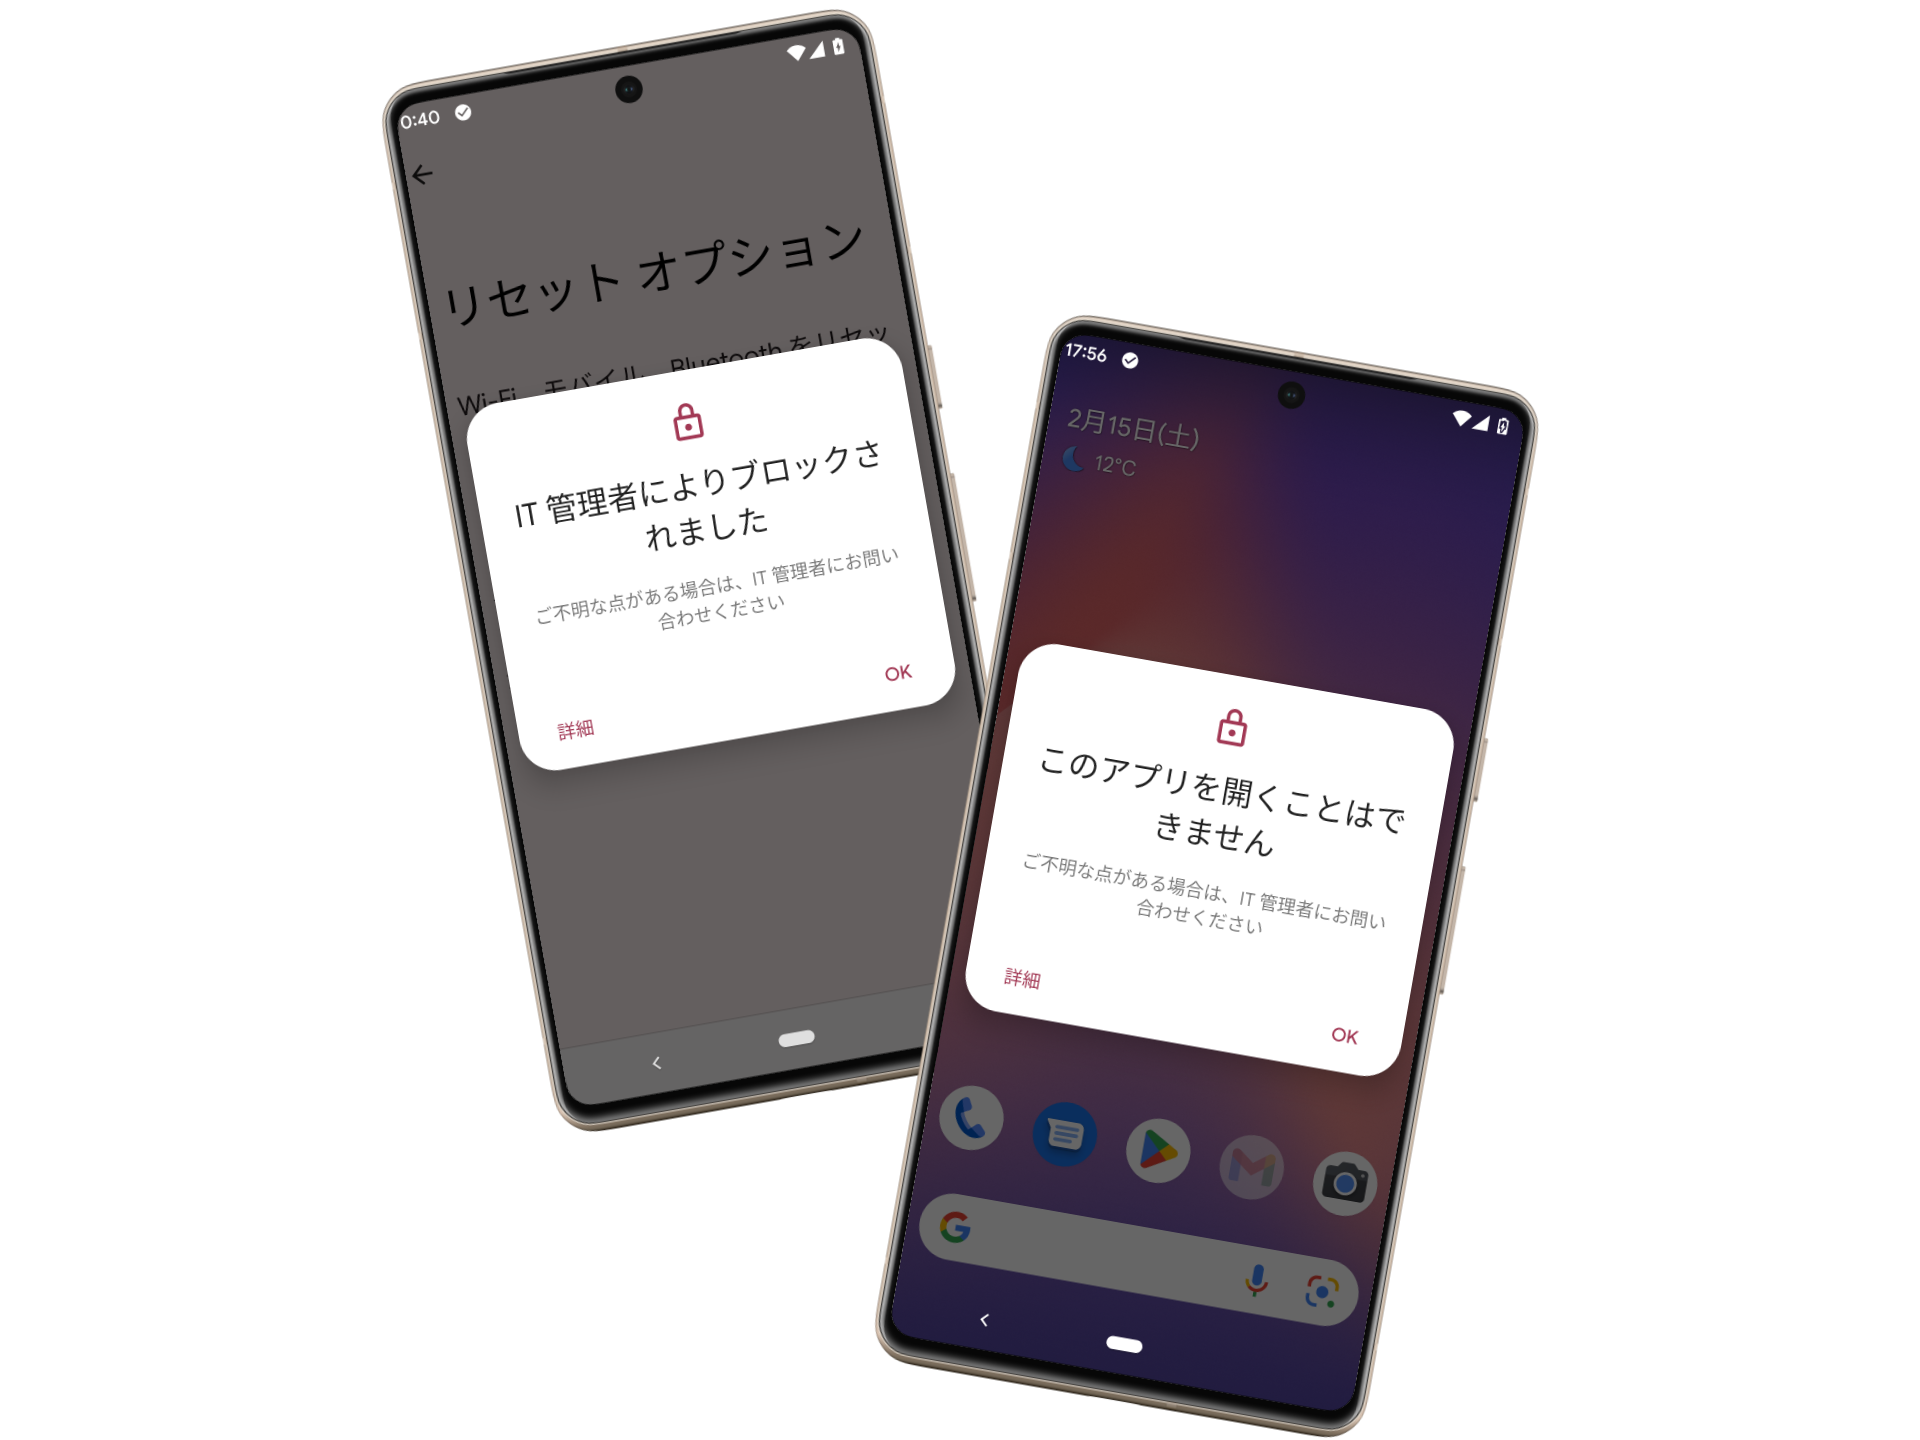 0:40
リセット オプション
Wi-Fi、モバイル、Bluetooth をリセッ
IT 管理者によりブロックさ
れました
ご不明な点がある場合は、IT 管理者にお問い
合わせください
OK
詳細
17:56
2月15日(土)
12°C
このアプリを開くことはで
きません
ご不明な点がある場合は、IT 管理者にお問い
合わせください
詳細
OK